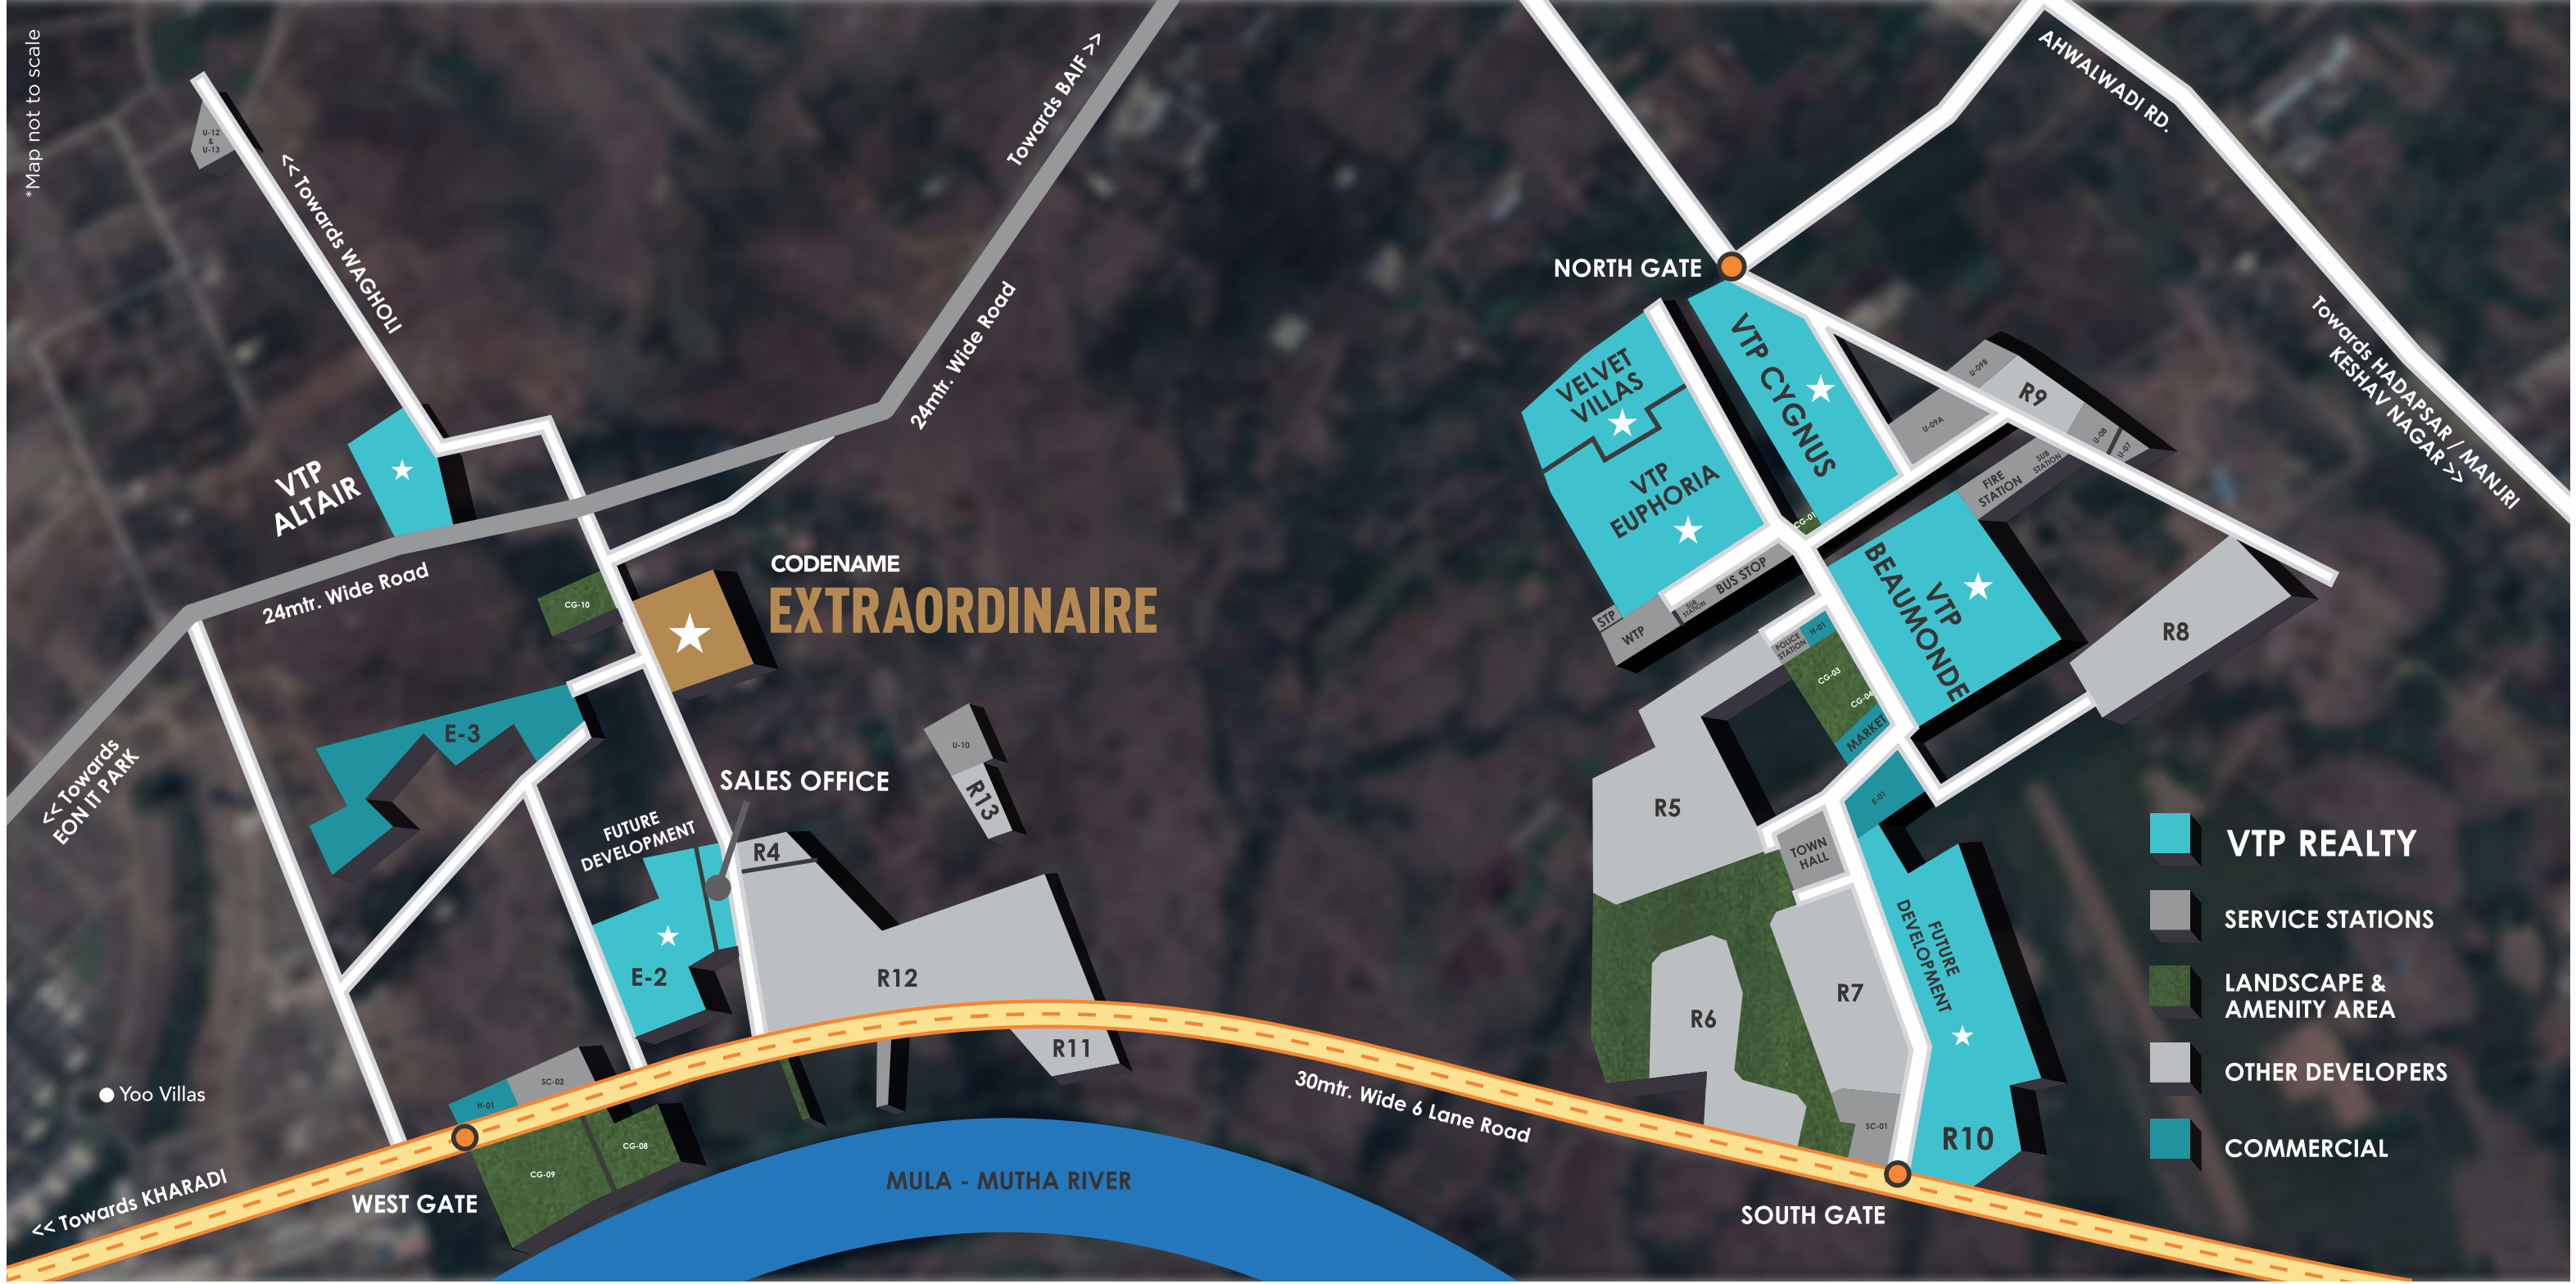 *Map not to scale
U-12
&
U-13
<< Towards WAGHOLI
Towards BAIF >>
24mtr. Wide Road
AHWALWADI RD.
Towards HADAPSAR / MANJRI
KESHAV NAGAR >>
NORTH GATE
VELVET
VILLAS
VTP
EUPHORIA
VTP CYGNUS
U-09B
U-09A
R9
U-08
U-07
SUB
STATION
FIRE
STATION
CG-01
BUS STOP
SUB
STATION
STP
WTP
VTP
BEAUMONDE
R8
POLICE
STATION
H-01
CG-03
CG-04
MARKET
E-01
R5
TOWN
HALL
R6
R7
SC-01
FUTURE
DEVELOPMENT
R10
SOUTH GATE
VTP
ALTAIR
24mtr. Wide Road
CG-10
CODENAME
EXTRAORDINAIRE
<< Towards
EON IT PARK
E-3
SALES OFFICE
FUTURE
DEVELOPMENT
E-2
U-10
R13
R4
R12
R11
SC-02
H-01
CG-08
CG-09
WEST GATE
Yoo Villas
<< Towards KHARADI
30mtr. Wide 6 Lane Road
MULA - MUTHA RIVER
VTP REALTY
SERVICE STATIONS
LANDSCAPE &
AMENITY AREA
OTHER DEVELOPERS
COMMERCIAL